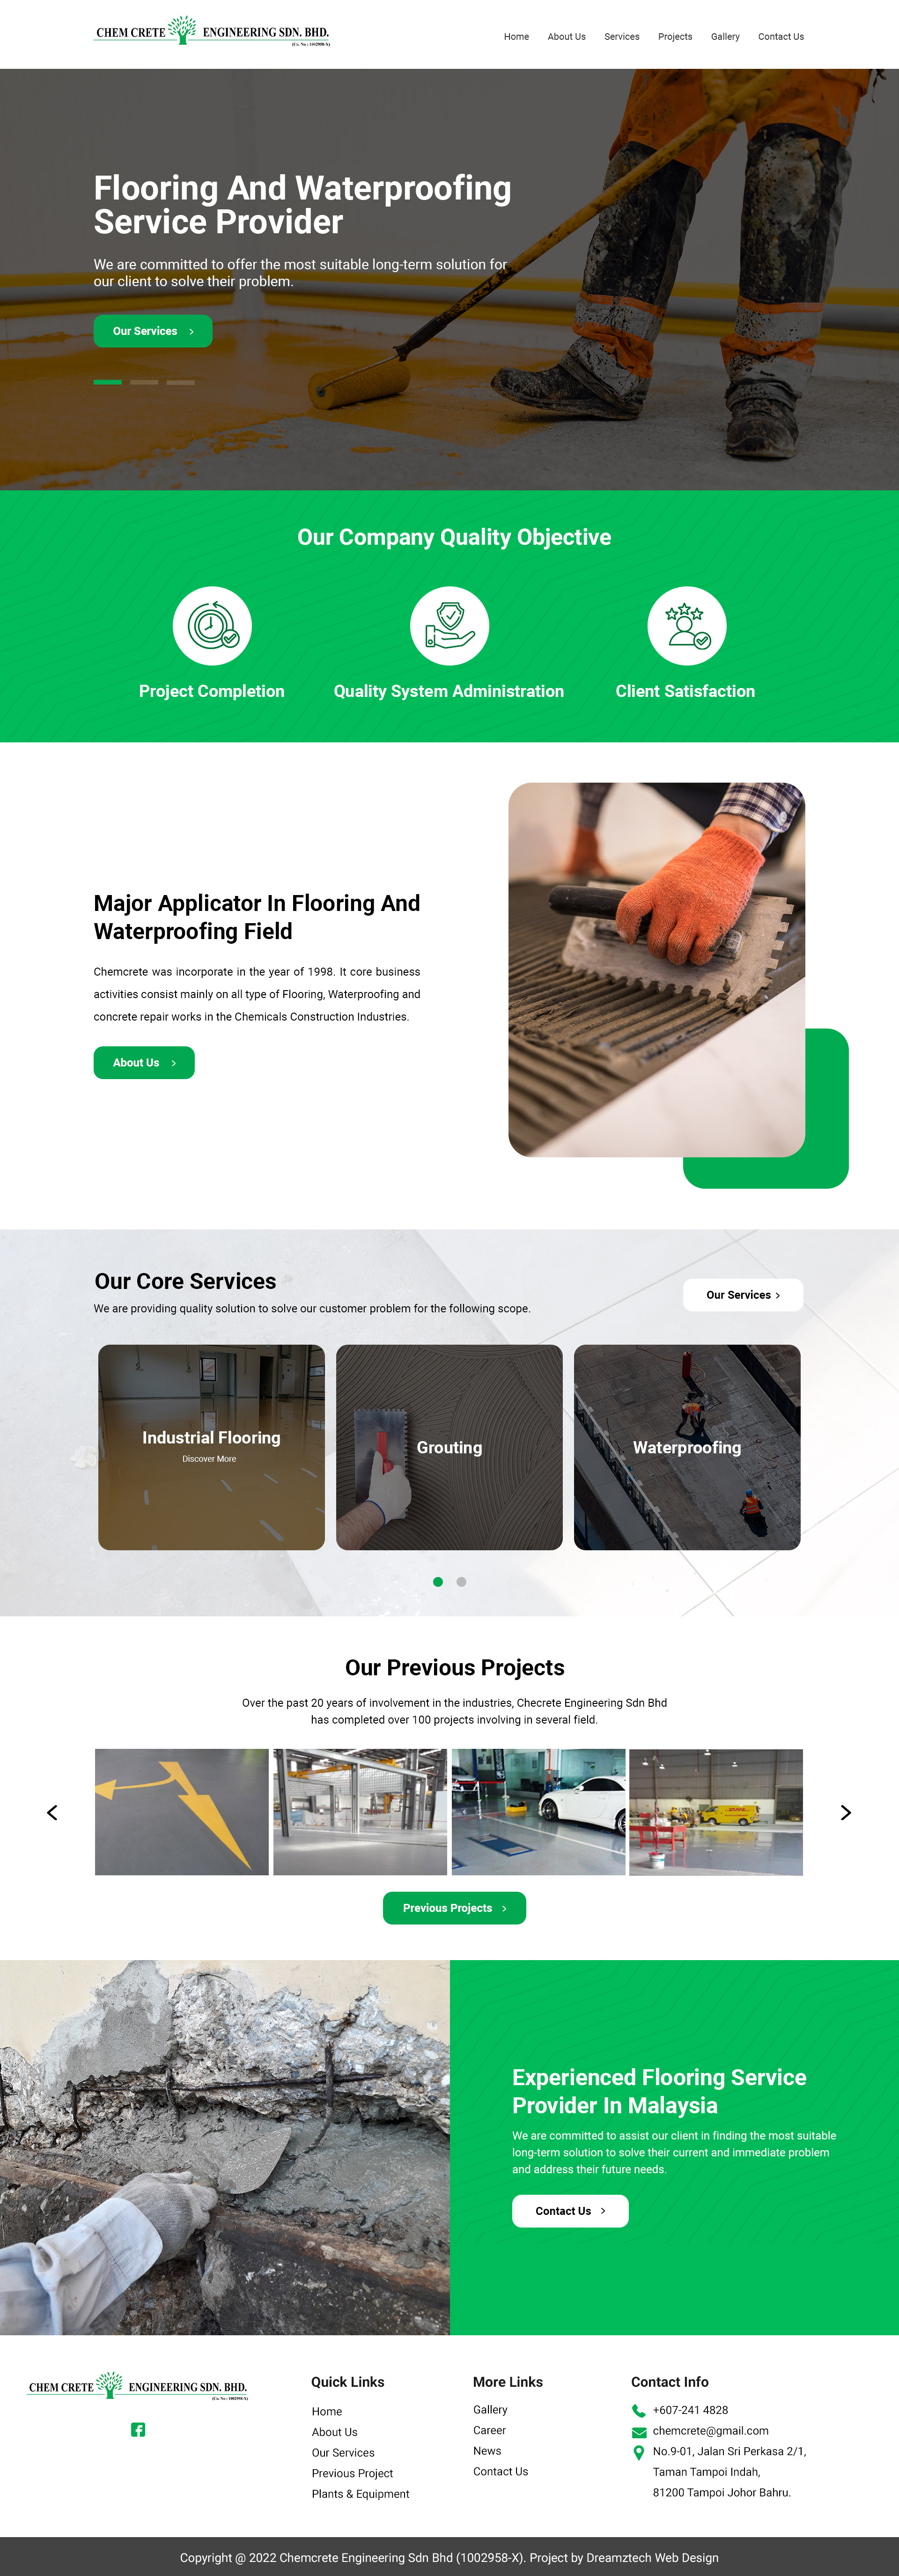 CHEM CRETE ENGINEERING SDN. BHD.
(Co. No : 1002958-X)
Home About Us Services Projects Gallery Contact Us
Flooring And Waterproofing
Service Provider
We are committed to offer the most suitable long-term solution for
our client to solve their problem.
Our Services >
Our Company Quality Objective
Project Completion
Quality System Administration
Client Satisfaction
Major Applicator In Flooring And
Waterproofing Field
Chemcrete was incorporate in the year of 1998. It core business
activities consist mainly on all type of Flooring, Waterproofing and
concrete repair works in the Chemicals Construction Industries.
About Us >
Our Core Services
We are providing quality solution to solve our customer problem for the following scope.
Our Services >
Industrial Flooring
Discover More
Grouting
Waterproofing
Our Previous Projects
Over the past 20 years of involvement in the industries, Checrete Engineering Sdn Bhd
has completed over 100 projects involving in several field.
DHL
Previous Projects >
Experienced Flooring Service
Provider In Malaysia
We are committed to assist our client in finding the most suitable
long-term solution to solve their current and immediate problem
and address their future needs.
Contact Us >
CHEM CRETE ENGINEERING SDN. BHD.
(Co. No : 1002958-X)
Quick Links
Home
About Us
Our Services
Previous Project
Plants & Equipment
More Links
Gallery
Career
News
Contact Us
Contact Info
+607-241 4828
chemcrete@gmail.com
No.9-01, Jalan Sri Perkasa 2/1,
Taman Tampoi Indah,
81200 Tampoi Johor Bahru.
Copyright @ 2022 Chemcrete Engineering Sdn Bhd (1002958-X). Project by Dreamztech Web Design